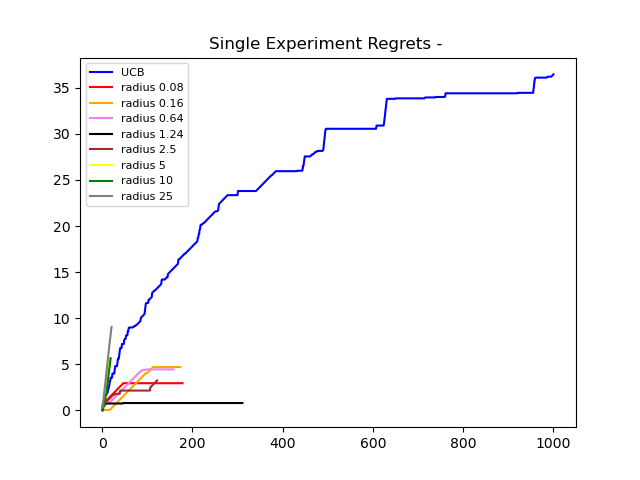 Single Experiment Regrets -
UCB
radius 0.08
radius 0.16
radius 0.64
radius 1.24
radius 2.5
radius 5
radius 10
radius 25
35
30
25
20
15
10
5
0
0 200 400 600 800 1000